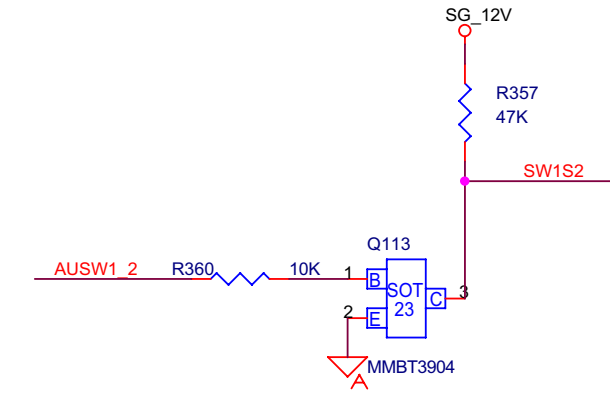 SG_12V
R357
47K
SW1S2
Q113
AUSW1_2
R360
10K
1
B
SOT
23
C
3
2
E
MMBT3904
A